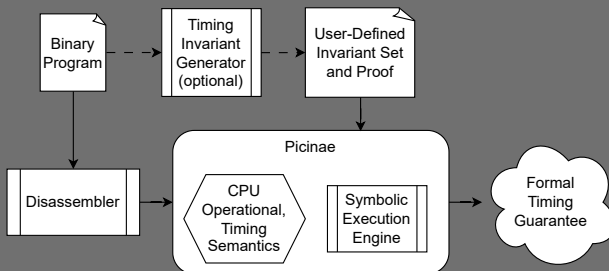 Binary
Program
Timing
Invariant
Generator
(optional)
User-Defined
Invariant Set
and Proof
Picinae
Disassembler
CPU
Operational,
Timing
Semantics
Symbolic
Execution
Engine
Formal
Timing
Guarantee